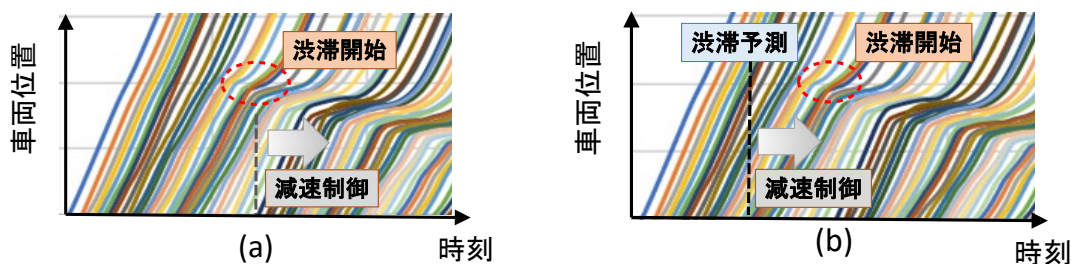 車両位置
渋滞開始
減速制御
(a)
時刻
車両位置
渋滞予測
渋滞開始
減速制御
(b)
時刻